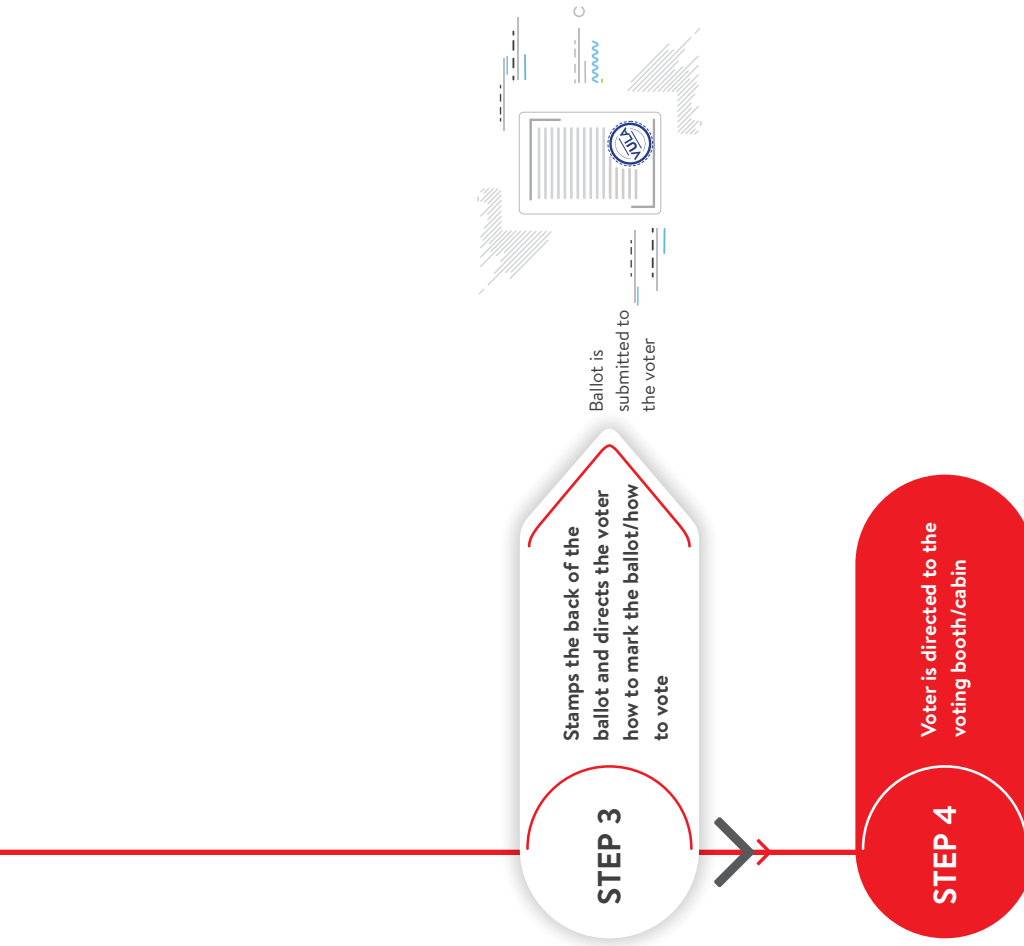 STEP 3
Stamps the back of the
ballot and directs the voter
how to mark the ballot/how
to vote
Ballot is
submitted to
the voter
VULA
C
STEP 4
Voter is directed to the
voting booth/cabin